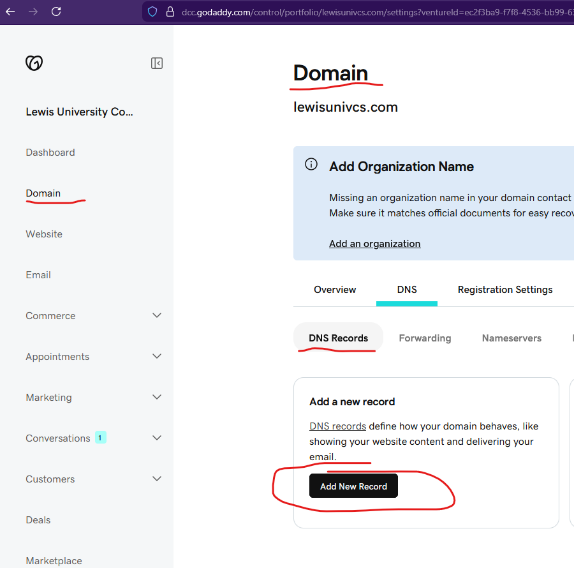 dcc.godaddy.com/control/portfolio/lewisunivcs.com/settings?ventureId=ec2f3ba9-f7f8-4536-bb99-6
Domain
lewisunivcs.com
Lewis University Co...
Dashboard
Domain
Website
Email
Commerce
Appointments
Marketing
Conversations 1
Customers
Deals
Marketplace
Add Organization Name
Missing an organization name in your domain contact
Make sure it matches official documents for easy recov
Add an organization
Overview DNS Registration Settings
DNS Records Forwarding Nameservers
Add a new record
DNS records define how your domain behaves, like
showing your website content and delivering your
email.
Add New Record